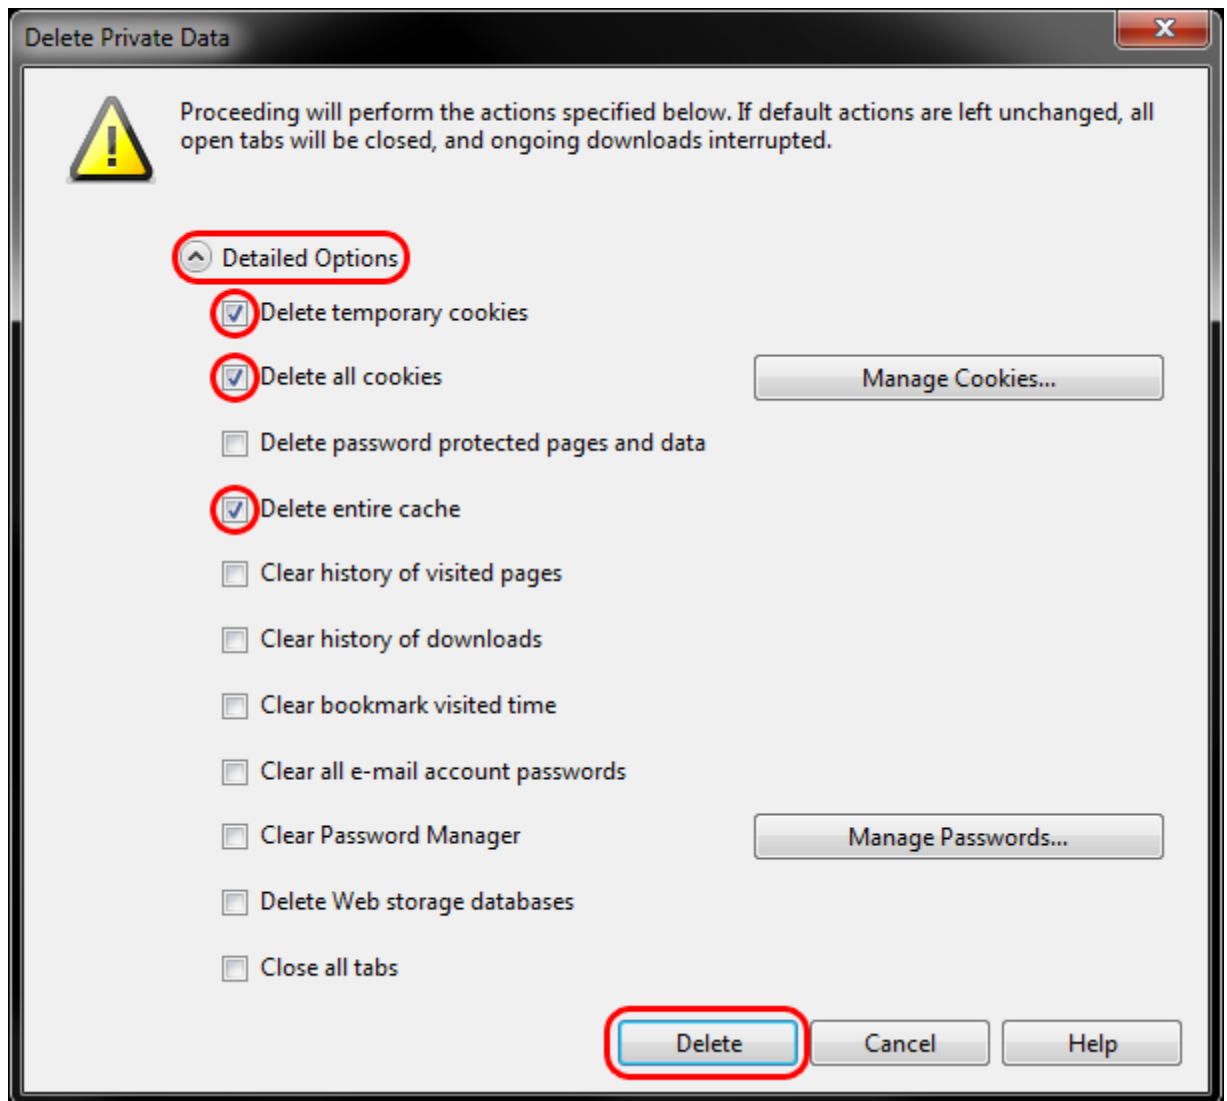 Delete Private Data
Proceeding will perform the actions specified below. If default actions are left unchanged, all
open tabs will be closed, and ongoing downloads interrupted.
Detailed Options
Delete temporary cookies
Delete all cookies
Manage Cookies...
Delete password protected pages and data
Delete entire cache
Clear history of visited pages
Clear history of downloads
Clear bookmark visited time
Clear all e-mail account passwords
Clear Password Manager
Manage Passwords...
Delete Web storage databases
Close all tabs
Delete
Cancel
Help